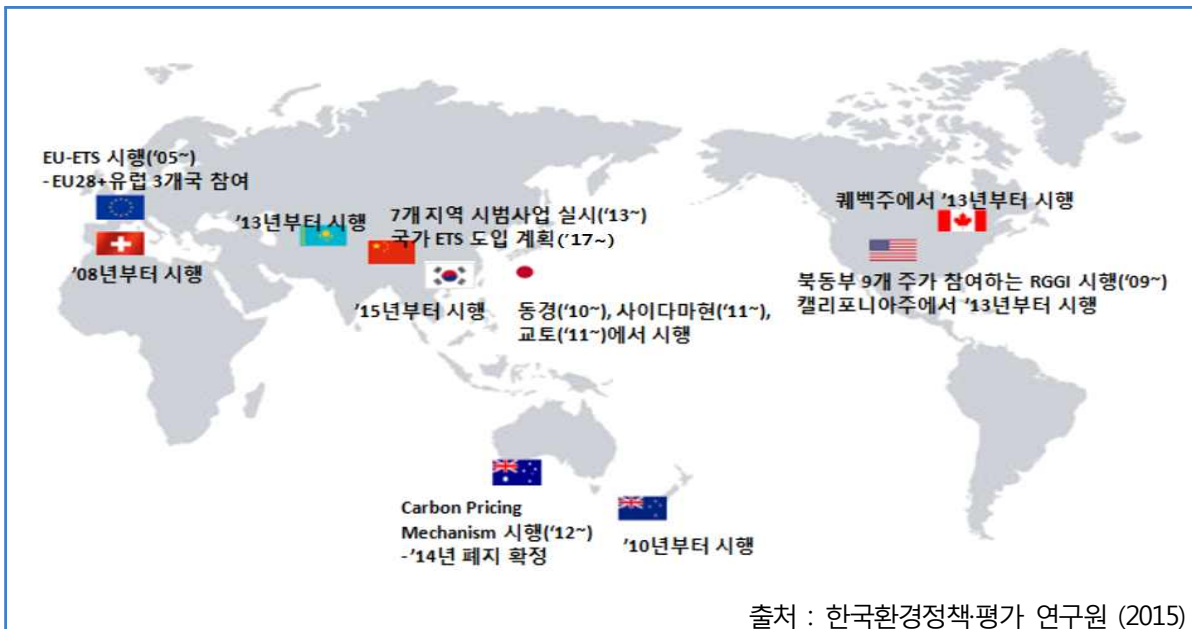 EU-ETS 시행('05~)
-EU28+유럽 3개국 참여
'08년부터 시행
'13년부터 시행
7개 지역 시범사업 실시('13~)
국가 ETS 도입 계획('17~)
'15년부터 시행
동경('10~), 사이다마현('11~),
교토('11~)에서 시행
퀘벡주에서 '13년부터 시행
북동부 9개 주가 참여하는 RGGI 시행('09~)
캘리포니아주에서 '13년부터 시행
Carbon Pricing
Mechanism 시행('12~)
-'14년 폐지 확정
'10년부터 시행
출처 : 한국환경정책·평가 연구원 (2015)